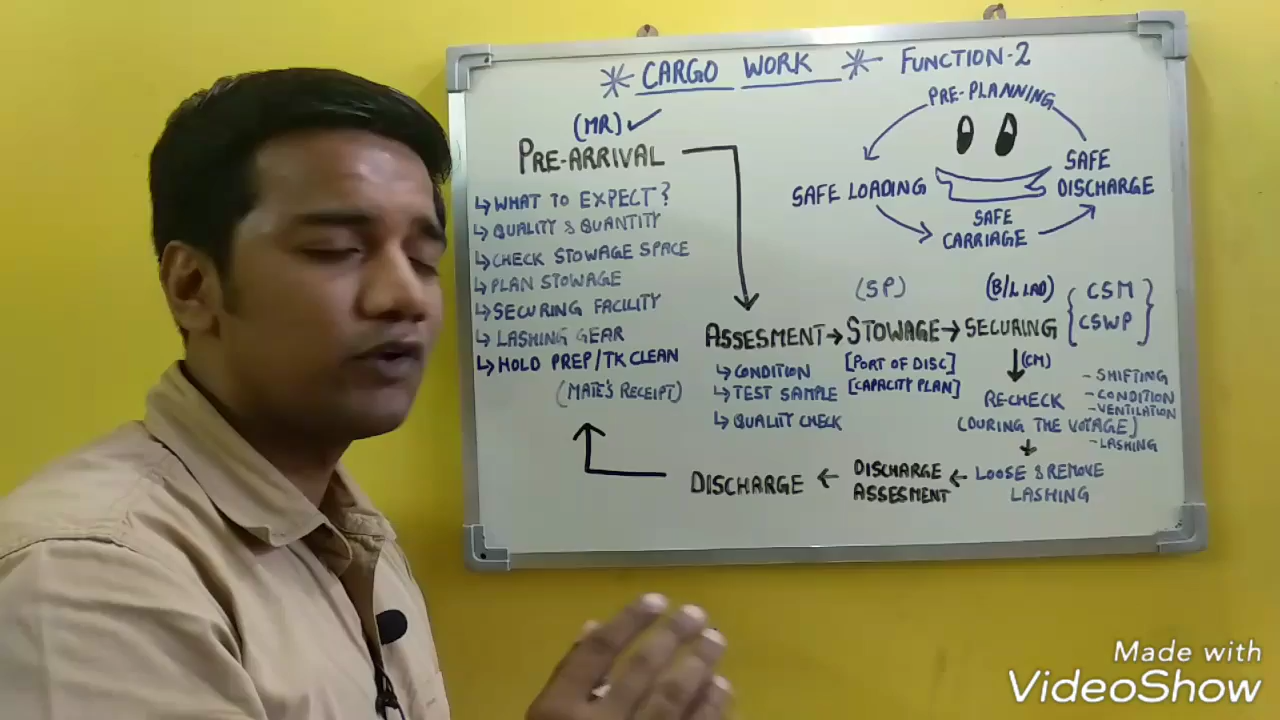 * CARGO WORK * FUNCTION-2
PRE-PLANNING
SAFE LOADING
SAFE
DISCHARGE
SAFE
CARRIAGE
(MR) ✓
PRE-ARRIVAL
↳ WHAT TO EXPECT?
↳ QUALITY & QUANTITY
↳ CHECK STOWAGE SPACE
↳ PLAN STOWAGE
↳ SECURING FACILITY
↳ LASHING GEAR
↳ HOLD PREP/TK CLEAN
(MATE'S RECEIPT)
(SP) (B/L LAD)
ASSESMENT → STOWAGE → SECURING { CSM
CSWP }
↳ CONDITION
↳ TEST SAMPLE
↳ QUALITY CHECK
[PORT OF DISC]
[CAPACITY PLAN]
↓ (CM)
RE-CHECK
(DURING THE VOYAGE)
- SHIFTING
- CONDITION
- VENTILATION
- LASHING
LOOSE & REMOVE
LASHING
DISCHARGE
ASSESMENT
DISCHARGE
Made with
VideoShow